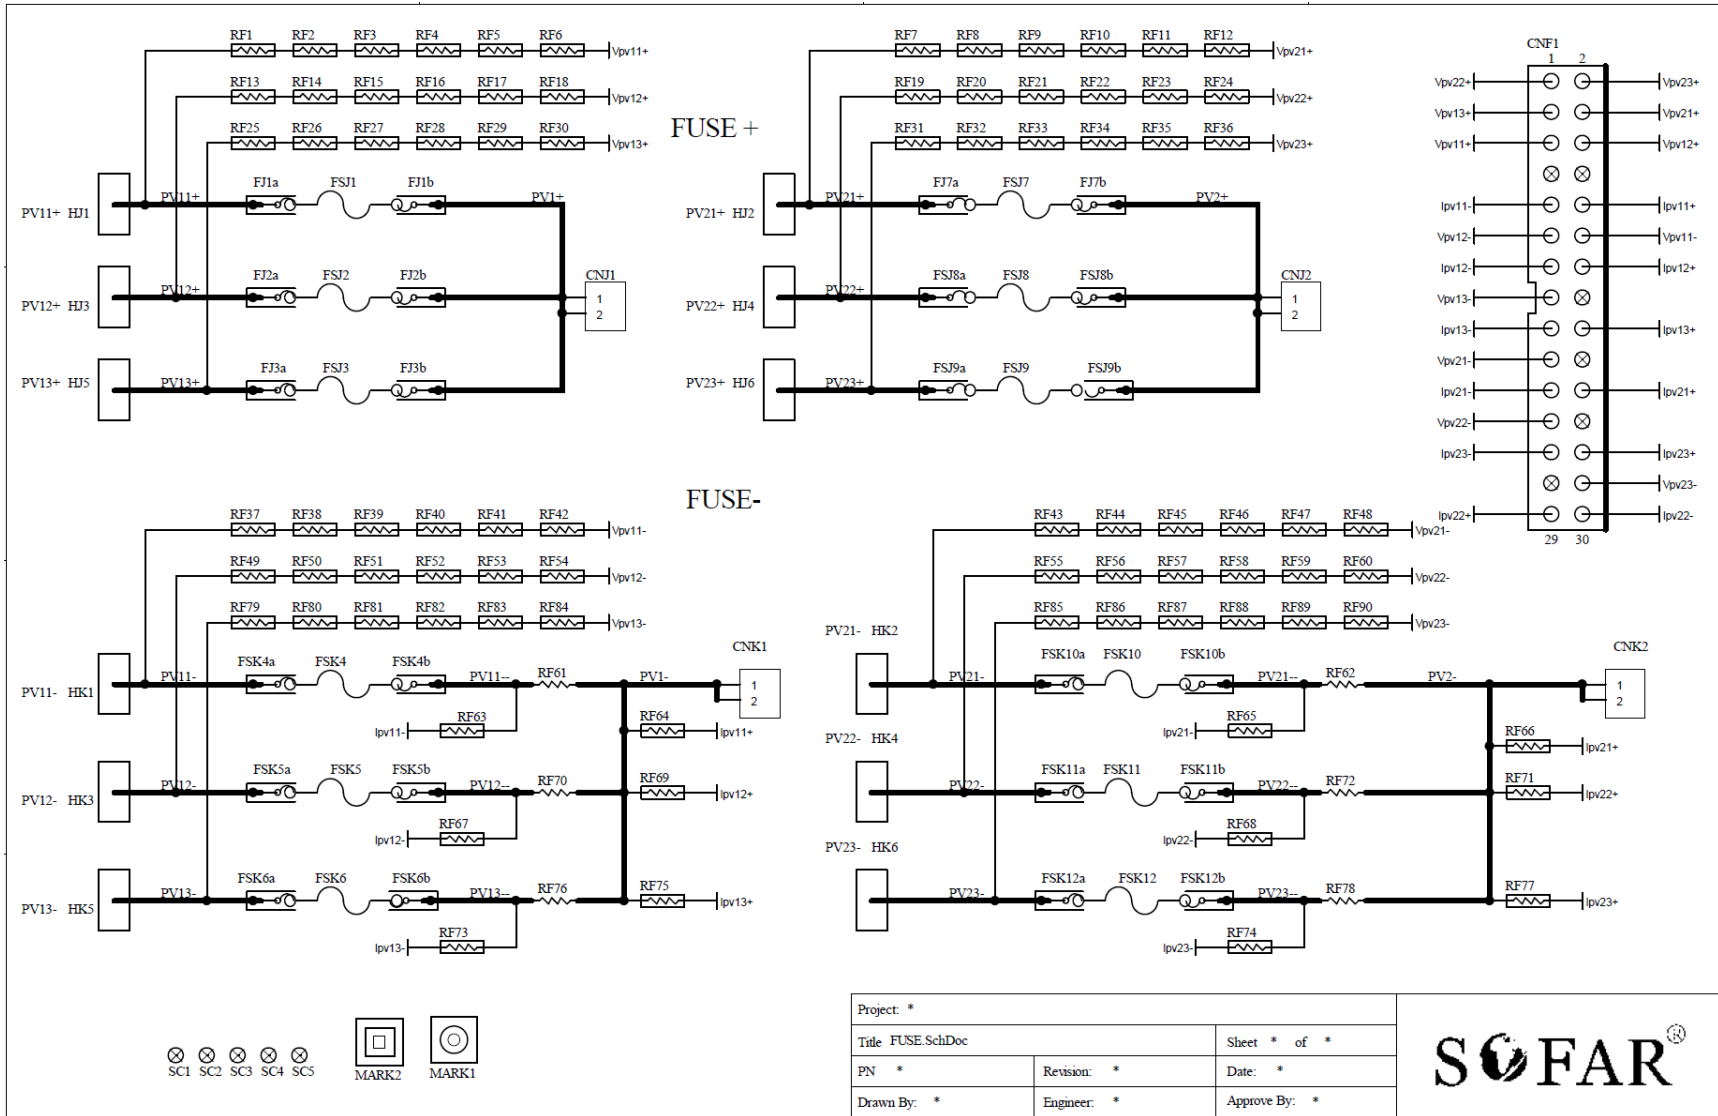 RF1 RF2 RF3 RF4 RF5 RF6 Vpv11+
RF13 RF14 RF15 RF16 RF17 RF18 Vpv12+
RF25 RF26 RF27 RF28 RF29 RF30 Vpv13+
FUSE +
RF7 RF8 RF9 RF10 RF11 RF12 Vpv21+
RF19 RF20 RF21 RF22 RF23 RF24 Vpv22+
RF31 RF32 RF33 RF34 RF35 RF36 Vpv23+
PV11+ HJ1 PV11+ FJ1a FSJ1 FJ1b PV1+
PV12+ HJ3 PV12+ FJ2a FSJ2 FJ2b CNJ1
1
2
PV13+ HJ5 PV13+ FJ3a FSJ3 FJ3b
PV21+ HJ2 PV21+ FJ7a FSJ7 FJ7b PV2+
PV22+ HJ4 PV22+ FSJ8a FSJ8 FSJ8b CNJ2
1
2
PV23+ HJ6 PV23+ FSJ9a FSJ9 FSJ9b
CNF1
1 2
Vpv22+ Vpv23+
Vpv13+ Vpv21+
Vpv11+ Vpv12+
Ipv11- Ipv11+
Vpv12- Vpv11-
Ipv12- Ipv12+
Vpv13-
Ipv13- Ipv13+
Vpv21-
Ipv21- Ipv21+
Vpv22-
Ipv23- Ipv23+
Vpv23-
Ipv22+ Ipv22-
29 30
FUSE-
RF37 RF38 RF39 RF40 RF41 RF42 Vpv11-
RF49 RF50 RF51 RF52 RF53 RF54 Vpv12-
RF79 RF80 RF81 RF82 RF83 RF84 Vpv13-
PV11- HK1 PV11- FSK4a FSK4 FSK4b PV11-- RF61 PV1- CNK1
1
2
Ipv11- RF63 RF64 Ipv11+
PV12- HK3 PV12- FSK5a FSK5 FSK5b PV12-- RF70 RF69 Ipv12+
Ipv12- RF67
PV13- HK5 PV13- FSK6a FSK6 FSK6b PV13-- RF76 RF75 Ipv13+
Ipv13- RF73
RF43 RF44 RF45 RF46 RF47 RF48 Vpv21-
RF55 RF56 RF57 RF58 RF59 RF60 Vpv22-
RF85 RF86 RF87 RF88 RF89 RF90 Vpv23-
PV21- HK2 PV21- FSK10a FSK10 FSK10b PV21-- RF62 PV2- CNK2
1
2
Ipv21- RF65 RF66 Ipv21+
PV22- HK4 PV22- FSK11a FSK11 FSK11b PV22-- RF72 RF71 Ipv22+
Ipv22- RF68
PV23- HK6 PV23- FSK12a FSK12 FSK12b PV23-- RF78 RF77 Ipv23+
Ipv23- RF74
SC1 SC2 SC3 SC4 SC5 MARK2 MARK1
Project: *
Title FUSE.SchDoc Sheet * of *
PN * Revision: * Date: *
Drawn By: * Engineer: * Approve By: *
SOFAR®